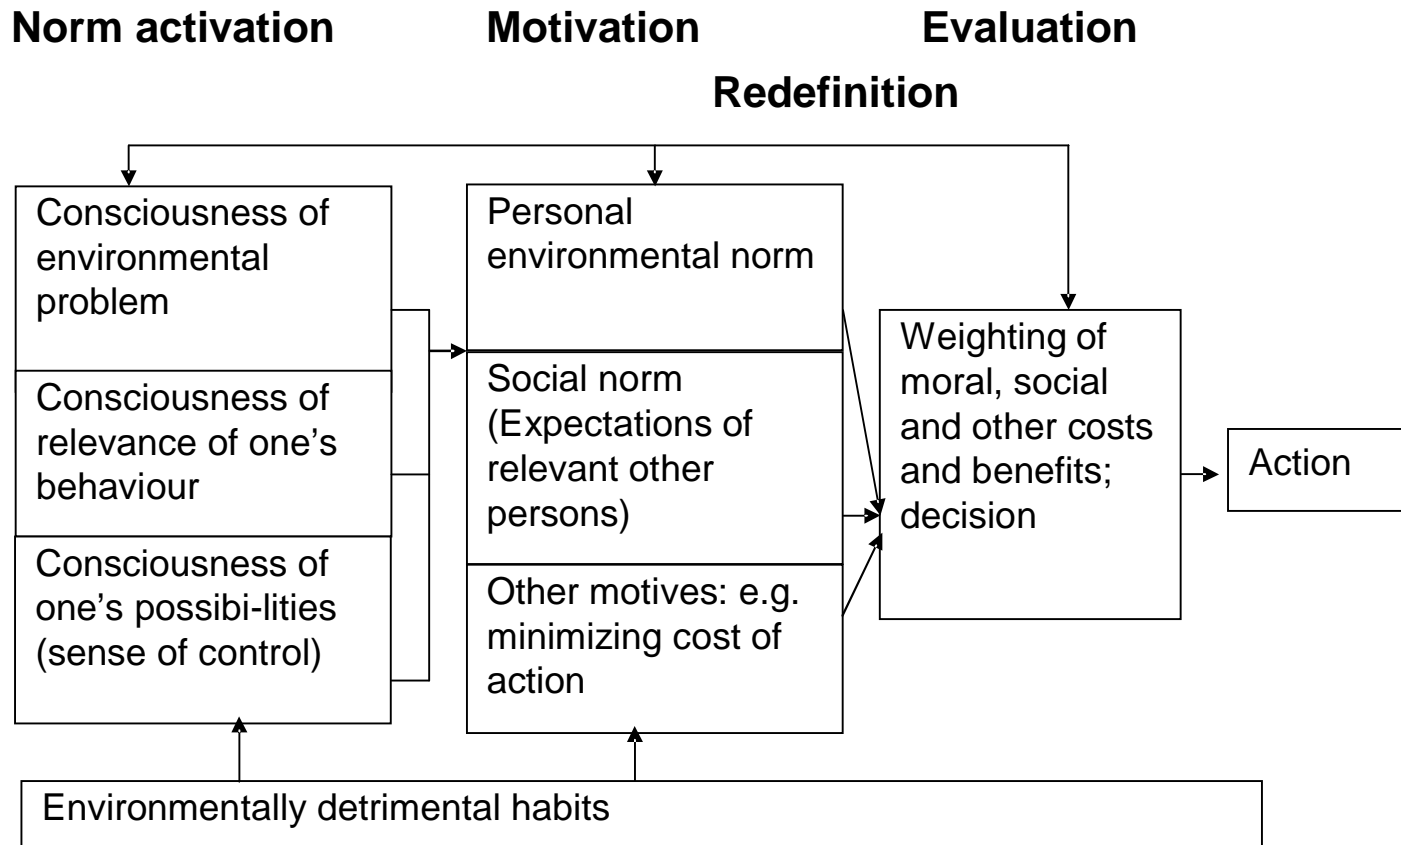 Norm activation
Motivation
Evaluation
Redefinition
Consciousness of
environmental
problem
Consciousness of
relevance of one’s
behaviour
Consciousness of
one’s possibi-lities
(sense of control)
Personal
environmental norm
Social norm
(Expectations of
relevant other
persons)
Other motives: e.g.
minimizing cost of
action
Weighting of
moral, social
and other costs
and benefits;
decision
Action
Environmentally detrimental habits